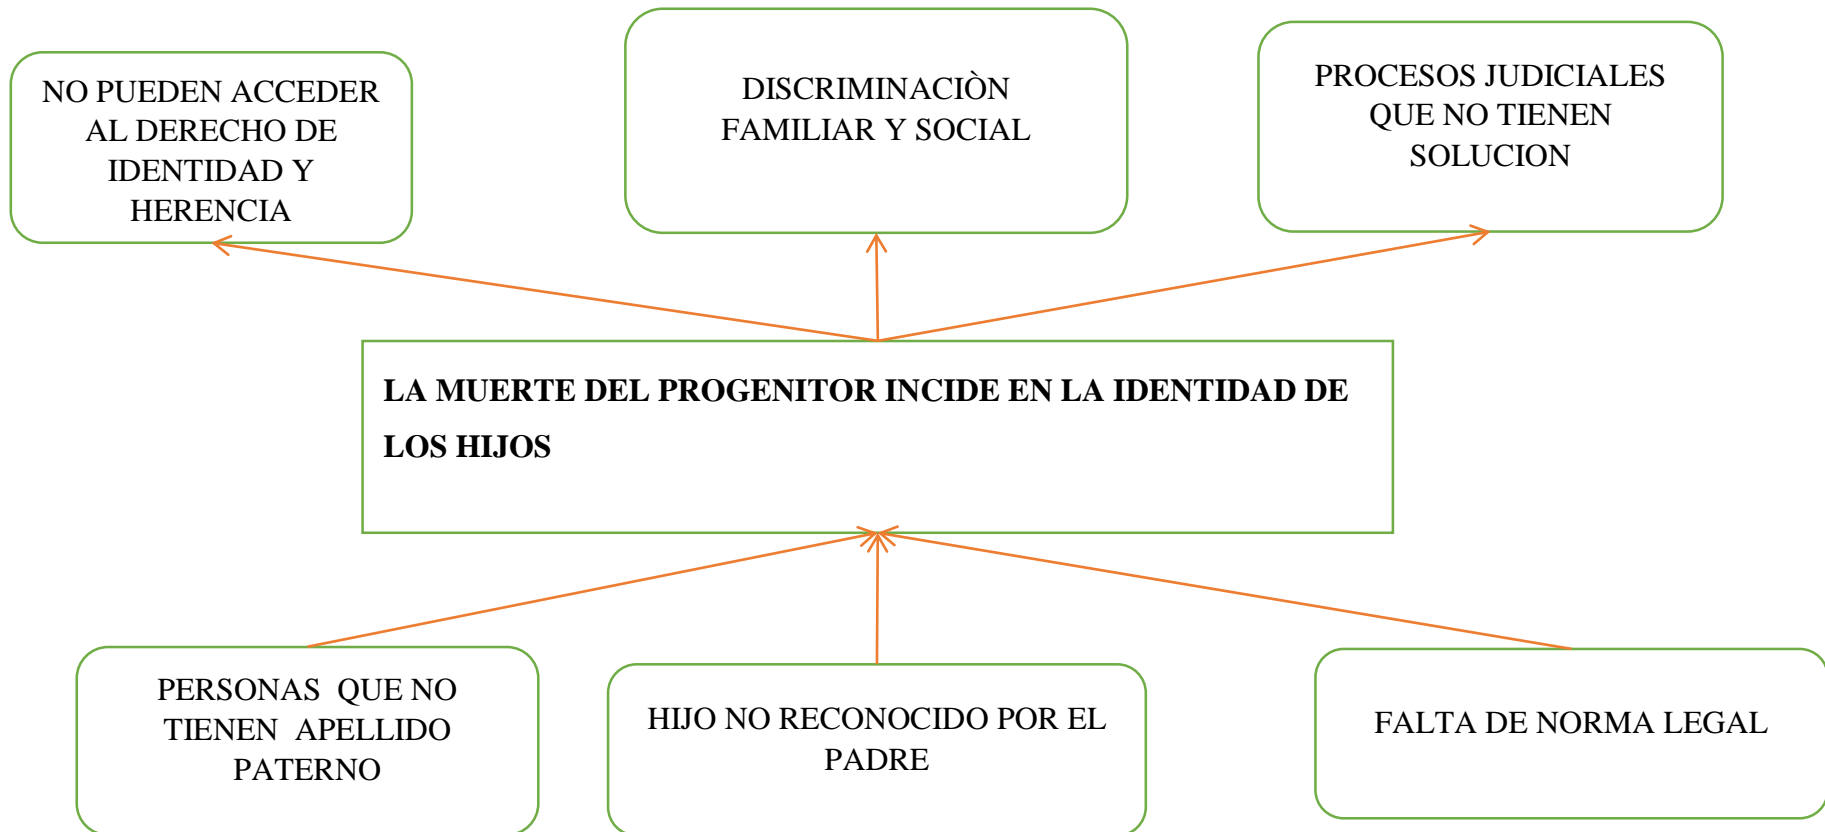 NO PUEDEN ACCEDER
AL DERECHO DE
IDENTIDAD Y
HERENCIA
DISCRIMINACIÒN
FAMILIAR Y SOCIAL
PROCESOS JUDICIALES
QUE NO TIENEN
SOLUCION
LA MUERTE DEL PROGENITOR INCIDE EN LA IDENTIDAD DE
LOS HIJOS
PERSONAS QUE NO
TIENEN APELLIDO
PATERNO
HIJO NO RECONOCIDO POR EL
PADRE
FALTA DE NORMA LEGAL